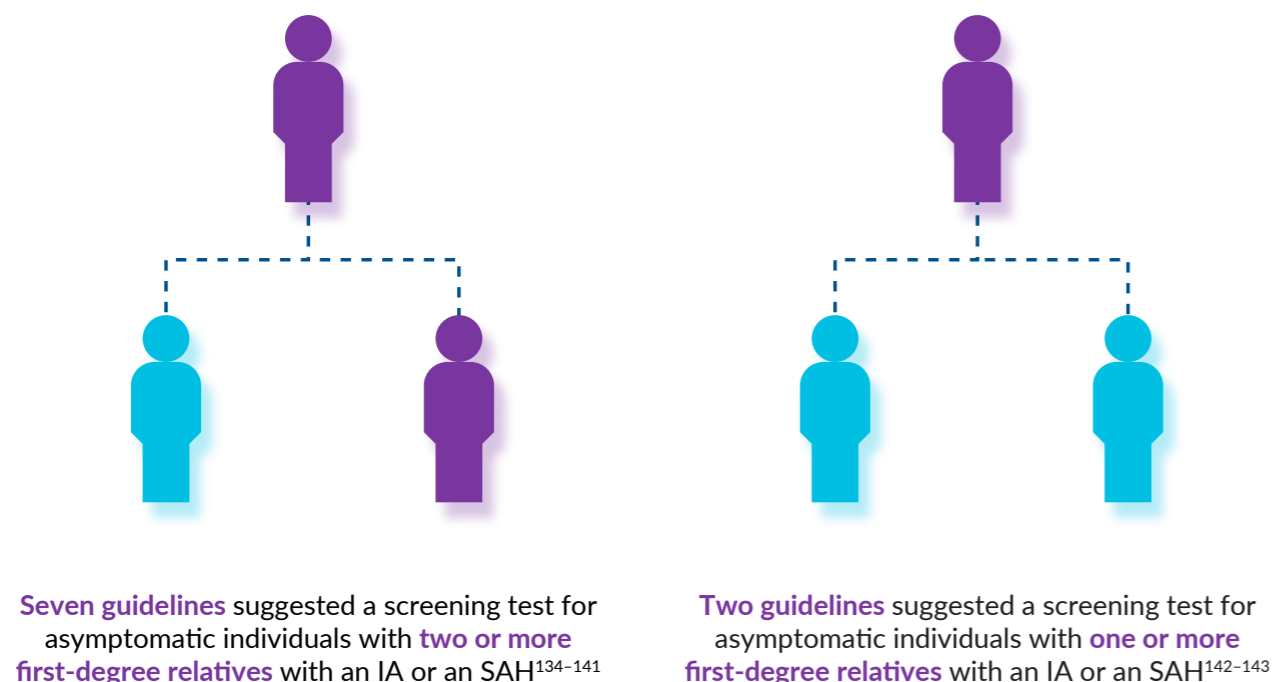 Seven guidelines suggested a screening test for
asymptomatic individuals with two or more
first-degree relatives with an IA or an SAH134–141
Two guidelines suggested a screening test for
asymptomatic individuals with one or more
first-degree relatives with an IA or an SAH142–143